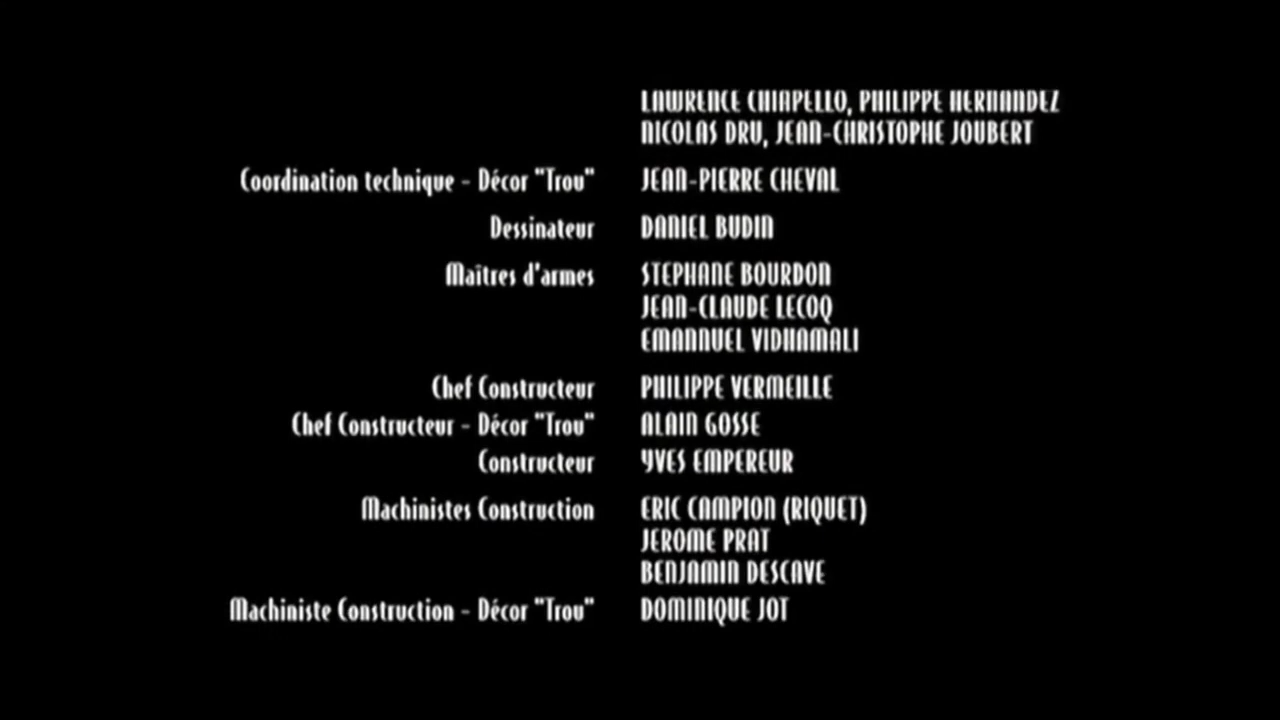 LAWRENCE CHIAPELLO, PHILIPPE HERNANDEZ
NICOLAS DRU, JEAN-CHRISTOPHE JOUBERT
Coordination technique - Décor "Trou" JEAN-PIERRE CHEVAL
Dessinateur DANIEL BUDIN
Maîtres d'armes STEPHANE BOURDON
JEAN-CLAUDE LECOQ
EMANNUEL VIDHAMALI
Chef Constructeur PHILIPPE VERMEILLE
Chef Constructeur - Décor "Trou" ALAIN GOSSE
Constructeur YVES EMPEREUR
Machinistes Construction ERIC CAMPION (RIQUET)
JEROME PRAT
BENJAMIN DESCAVE
Machiniste Construction - Décor "Trou" DOMINIQUE JOT